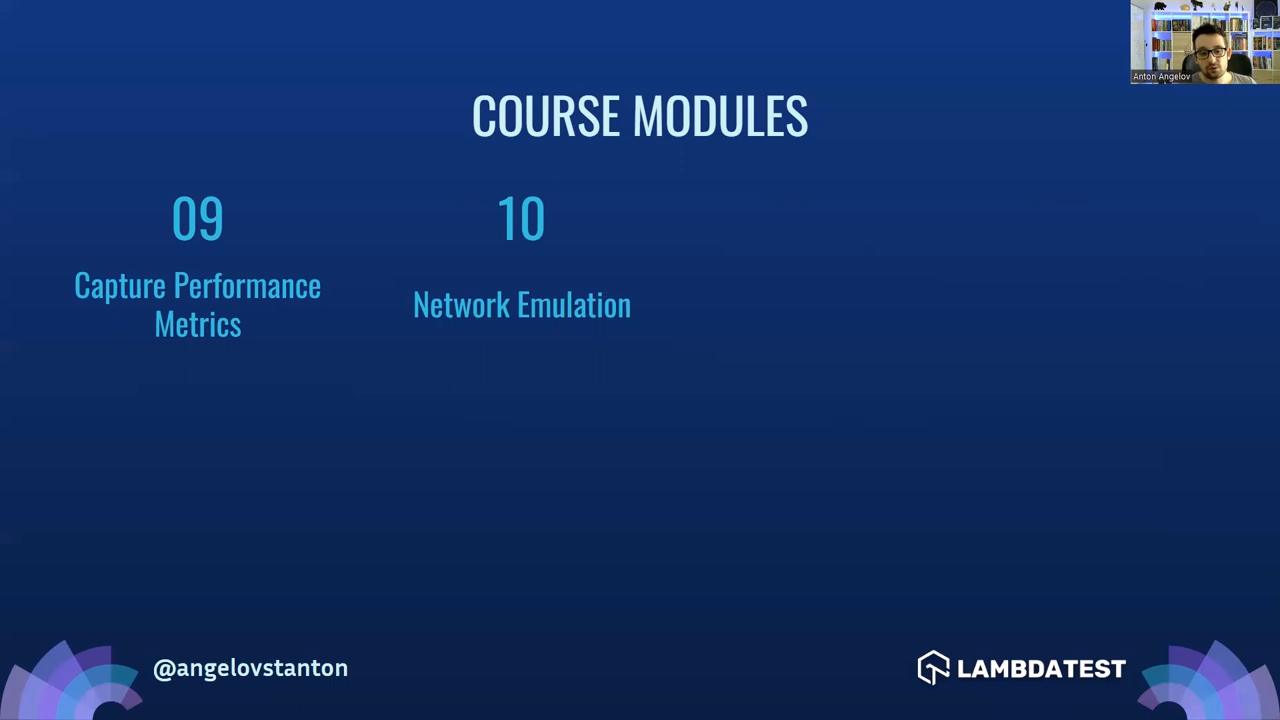 Anton Angelov
COURSE MODULES
09
Capture Performance
Metrics
10
Network Emulation
@angelovstanton
LAMBDATEST